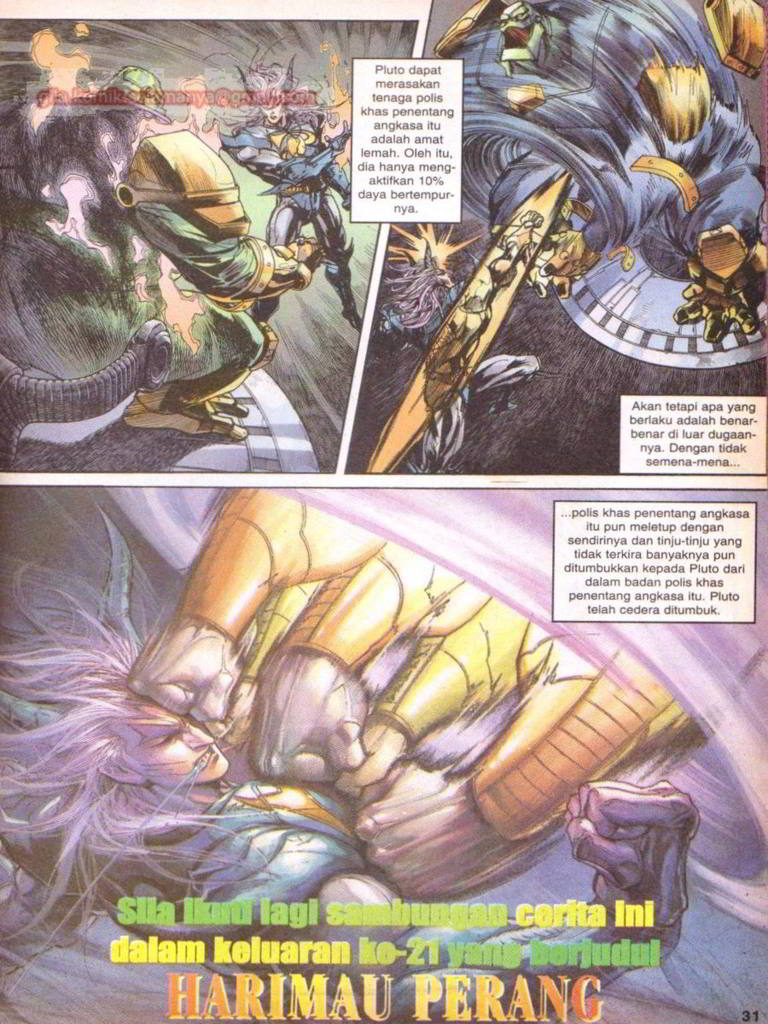 31
Pluto dapat
merasakan
tenaga polis
khas penentang
angkasa itu
adalah amat
lemah. Oleh itu,
dia hanya meng-
aktifkan 10%
daya bertempur-
nya.
Akan tetapi apa yang
berlaku adalah benar-
benar di luar dugaan-
nya. Dengan tidak
semena-mena...
...polis khas penentang angkasa
itu pun meletup dengan
sendirinya dan tinju-tinju yang
tidak terkira banyaknya pun
ditumbukkan kepada Pluto dari
dalam badan polis khas
penentang angkasa itu. Pluto
telah cedera ditumbuk.
Sila ikuti lagi sambungan cerita ini
dalam keluaran ke-21 yang berjudul
HARIMAU PERANG
31